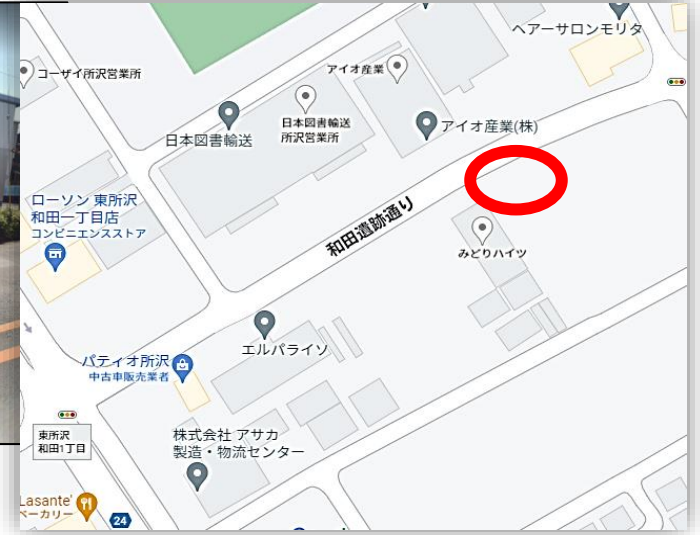 ヘアーサロンモリタ
コーザイ所沢営業所
アイオ産業
日本図書輸送
日本図書輸送
所沢営業所
アイオ産業(株)
ローソン 東所沢
和田一丁目店
コンビニエンスストア
和田遺跡通り
みどりハイツ
エルパライソ
パティオ所沢
中古車販売業者
東所沢
和田1丁目
株式会社 アサカ
製造・物流センター
Lasante'
ベーカリー
24